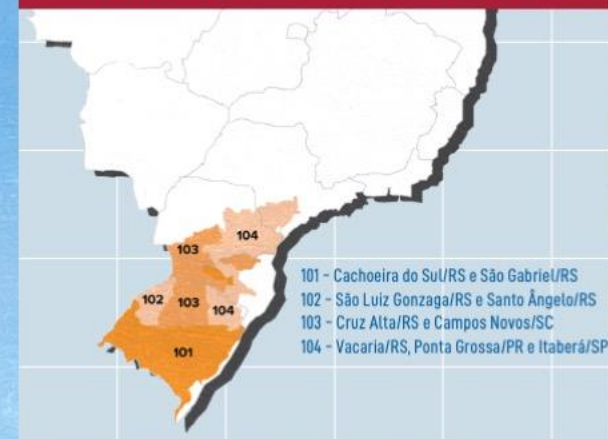 104
103
102
103
104
101
101 - Cachoeira do Sul/RS e São Gabriel/RS
102 - São Luiz Gonzaga/RS e Santo Ângelo/RS
103 - Cruz Alta/RS e Campos Novos/SC
104 - Vacaria/RS, Ponta Grossa/PR e Itaberá/SP